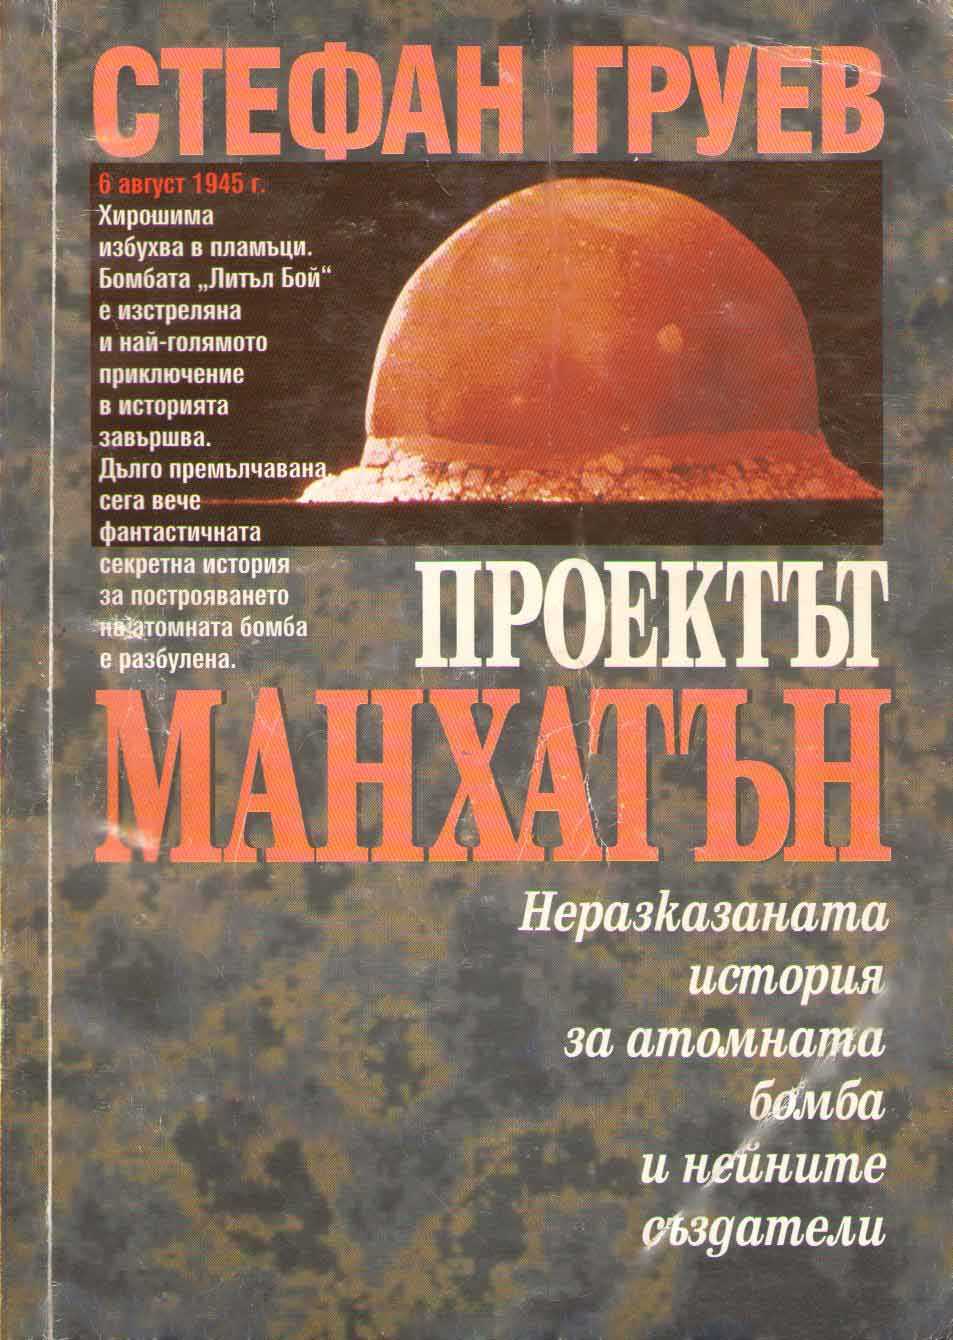 СТЕФАН ГРУЕВ
6 август 1945 г.
Хирошима
избухва в пламъци.
Бомбата „Литъл Бой“
е изстреляна
и най-голямото
приключение
в историята
завършва.
Дълго премълчавана,
сега вече
фантастичната
секретна история
за построяването
на атомната бомба
е разбулена.
ПРОЕКТЪТ
МАНХАТЪН
Неразказаната
история
за атомната
бомба
и нейните
създатели